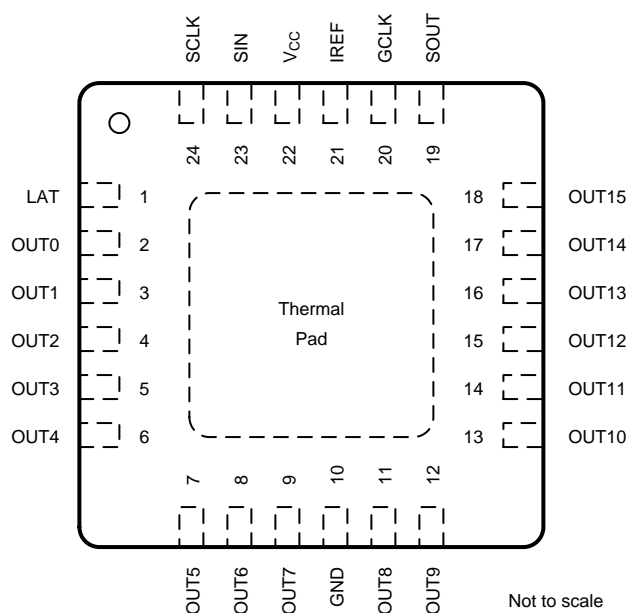 SCLK
SIN
VCC
IREF
GCLK
SOUT
24
23
22
21
20
19
LAT 1 18 OUT15
OUT0 2 17 OUT14
OUT1 3 16 OUT13
OUT2 4 15 OUT12
OUT3 5 14 OUT11
OUT4 6 13 OUT10
Thermal
Pad
7
8
9
10
11
12
OUT5
OUT6
OUT7
GND
OUT8
OUT9
Not to scale